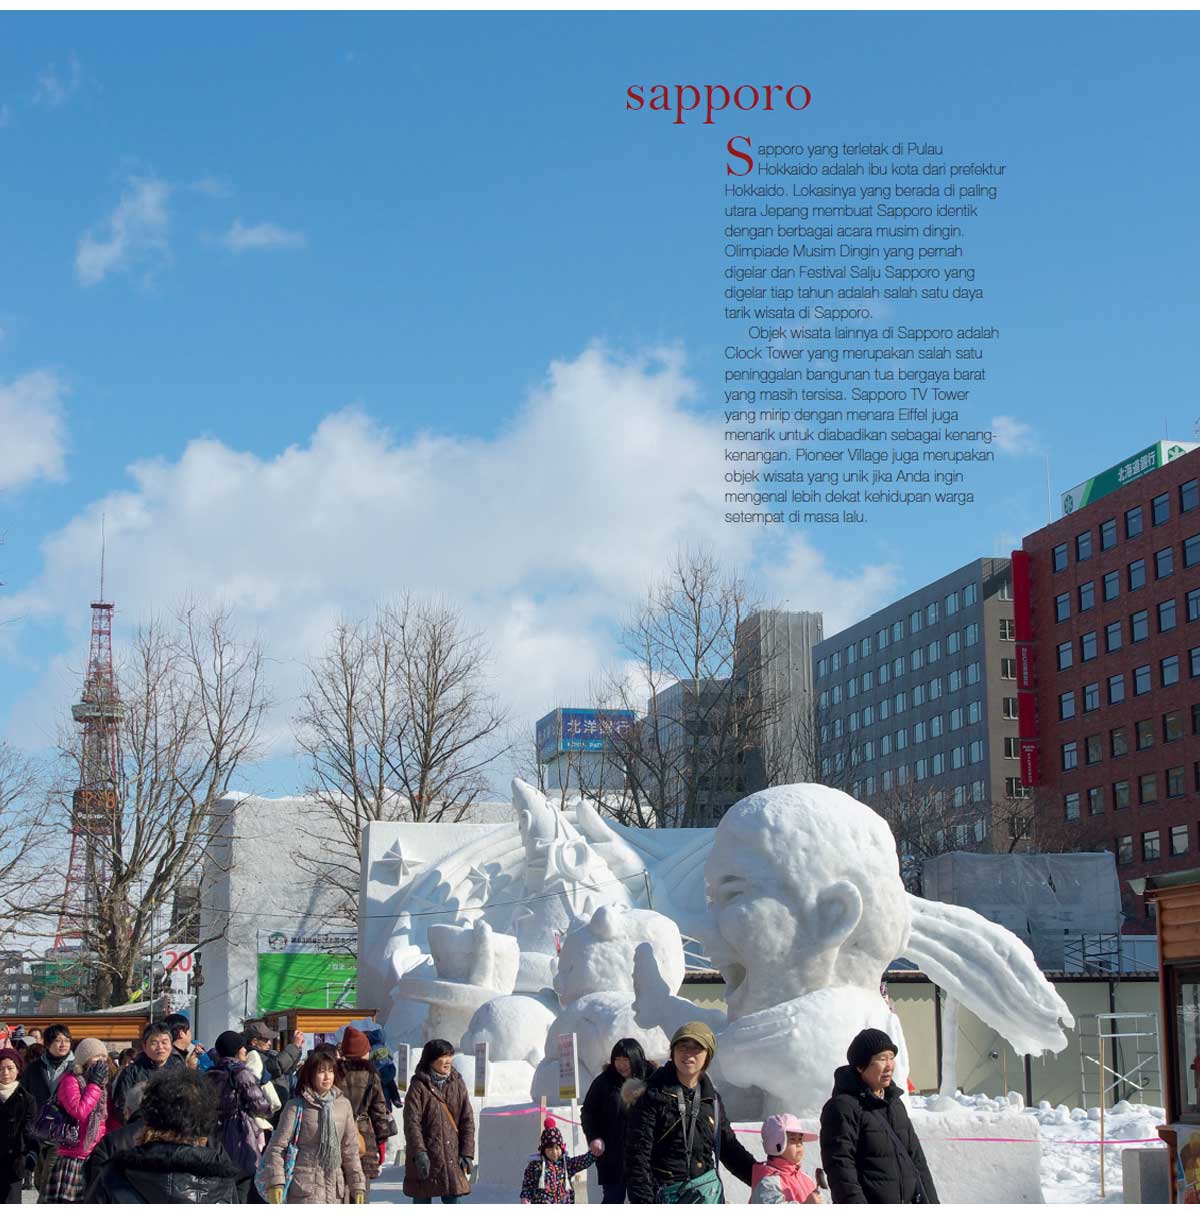 sapporo
Sapporo yang terletak di Pulau
Hokkaido adalah ibu kota dari prefektur
Hokkaido. Lokasinya yang berada di paling
utara Jepang membuat Sapporo identik
dengan berbagai acara musim dingin.
Olimpiade Musim Dingin yang pernah
digelar dan Festival Salju Sapporo yang
digelar tiap tahun adalah salah satu daya
tarik wisata di Sapporo.
Objek wisata lainnya di Sapporo adalah
Clock Tower yang merupakan salah satu
peninggalan bangunan tua bergaya barat
yang masih tersisa. Sapporo TV Tower
yang mirip dengan menara Eiffel juga
menarik untuk diabadikan sebagai kenang-
kenangan. Pioneer Village juga merupakan
objek wisata yang unik jika Anda ingin
mengenal lebih dekat kehidupan warga
setempat di masa lalu.
北海道銀行
北洋銀行
20